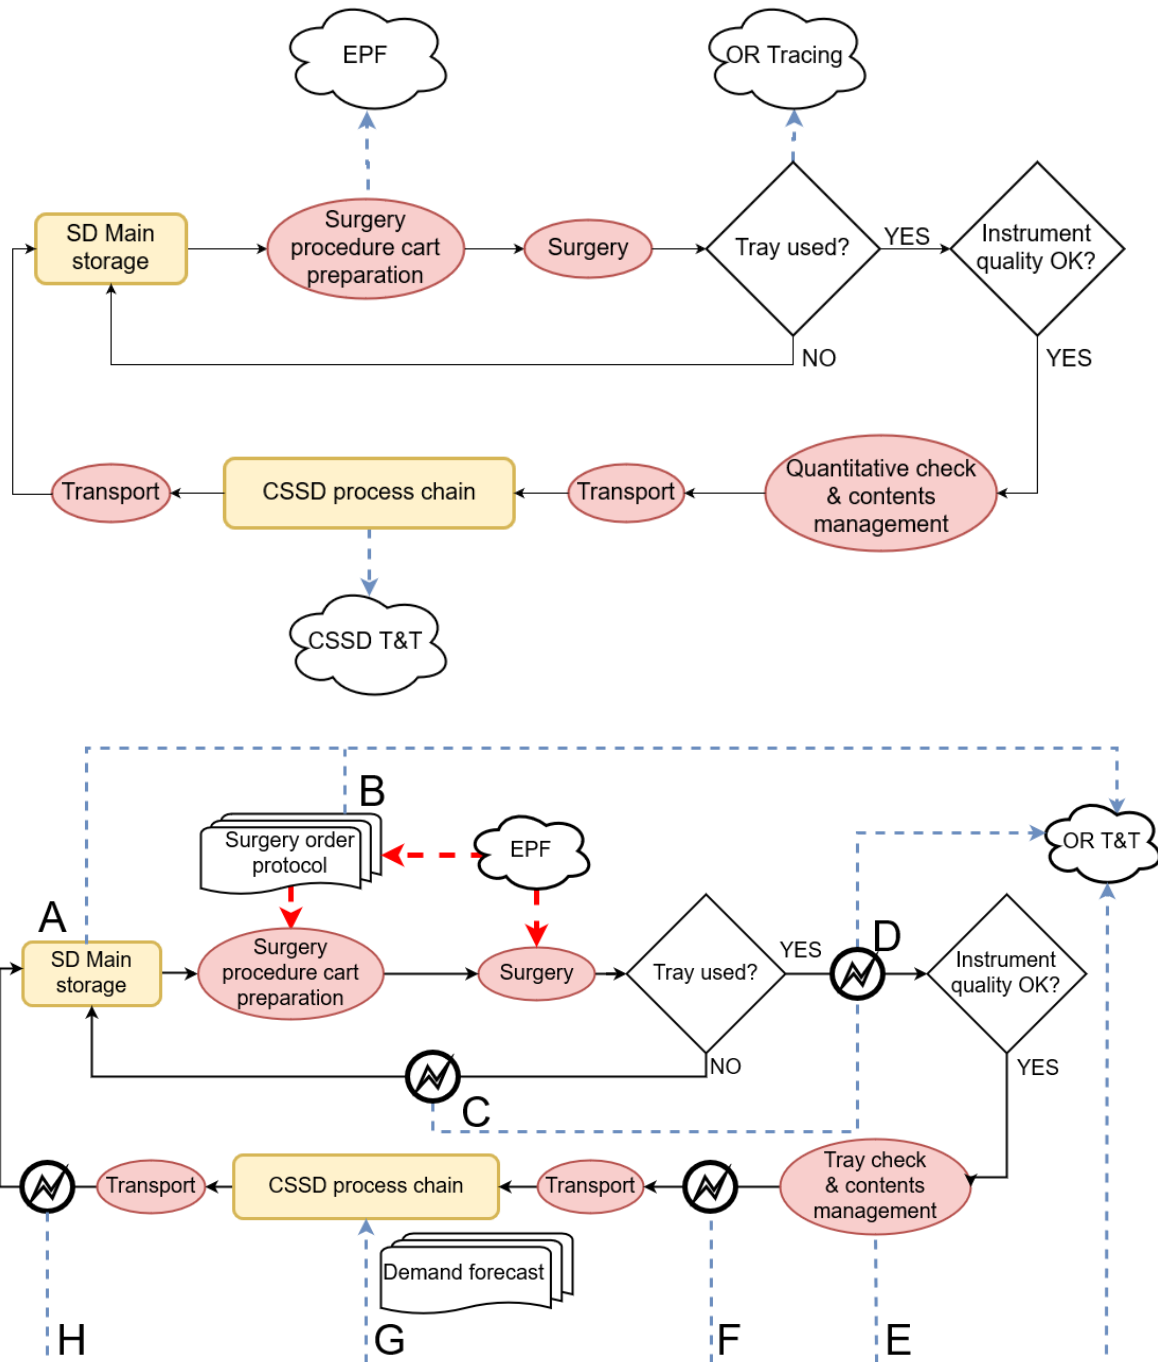 EPF
OR Tracing
SD Main
storage
Surgery
procedure cart
preparation
Surgery
Tray used?
YES
Instrument
quality OK?
NO
YES
Transport
CSSD process chain
Transport
Quantitative check
& contents
management
CSSD T&T
B
Surgery order
protocol
EPF
OR T&T
A
SD Main
storage
Surgery
procedure cart
preparation
Surgery
Tray used?
YES
D
Instrument
quality OK?
NO
YES
C
Transport
CSSD process chain
Transport
Tray check
& contents
management
Demand forecast
H
G
F
E